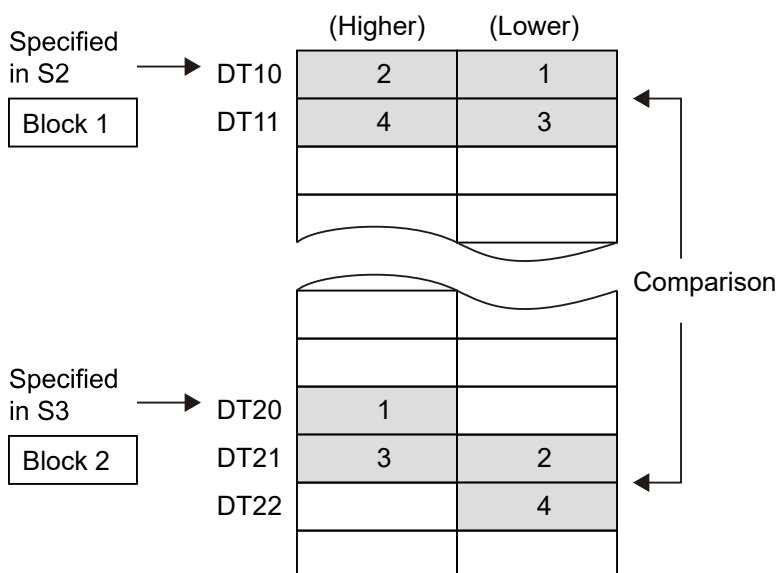 (Higher) (Lower)
Specified
in S2
DT10 2 1
Block 1
DT11 4 3
Comparison
Specified
in S3
DT20 1
Block 2
DT21 3 2
DT22 4